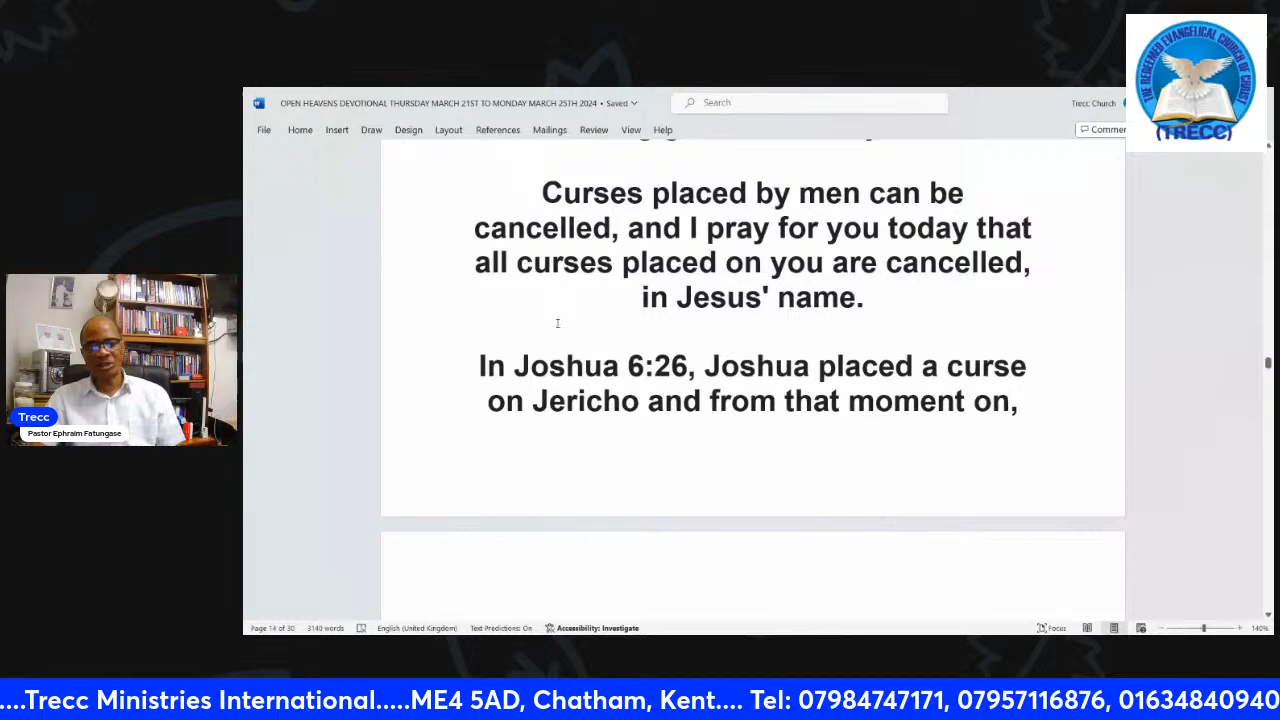 THE REDEEMED EVANGELICAL CHURCH OF CHRIST
(TRECC)
OPEN HEAVENS DEVOTIONAL THURSDAY MARCH 21ST TO MONDAY MARCH 25TH 2024 • Saved
Search
Trecc Church
File Home Insert Draw Design Layout References Mailings Review View Help
Curses placed by men can be
cancelled, and I pray for you today that
all curses placed on you are cancelled,
in Jesus' name.
In Joshua 6:26, Joshua placed a curse
on Jericho and from that moment on,
Trecc
Pastor Ephraim Fatungase
Page 14 of 30 3140 words English (United Kingdom) Text Predictions: On Accessibility: Investigate Focus 140%
....Trecc Ministries International.....ME4 5AD, Chatham, Kent.... Tel: 07984747171, 07957116876, 01634840940